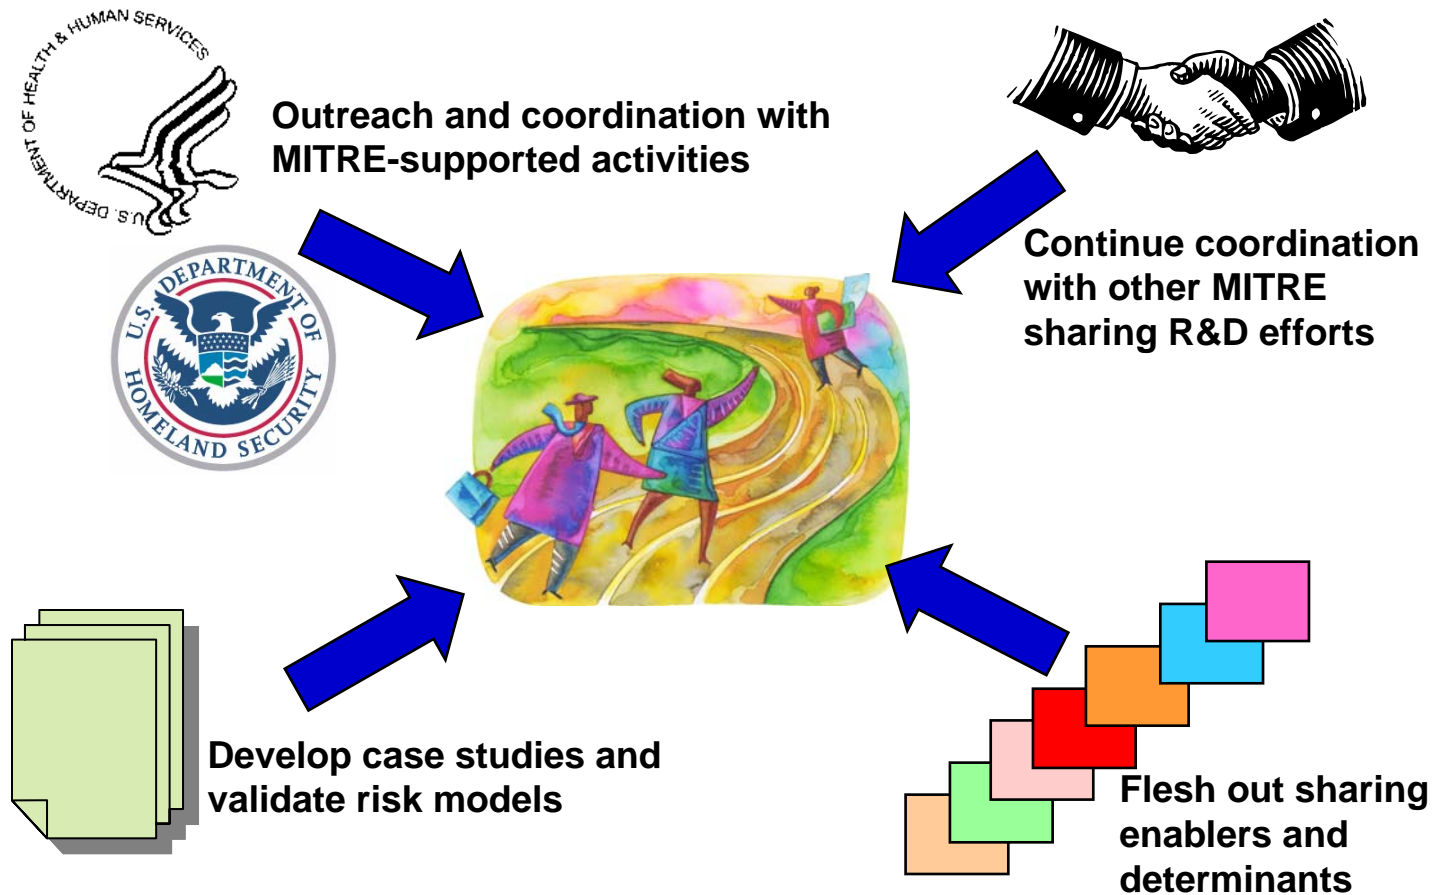 U.S. DEPARTMENT OF HEALTH & HUMAN SERVICES
Outreach and coordination with
MITRE-supported activities
U.S. DEPARTMENT OF
HOMELAND SECURITY
Continue coordination
with other MITRE
sharing R&D efforts
Develop case studies and
validate risk models
Flesh out sharing
enablers and
determinants